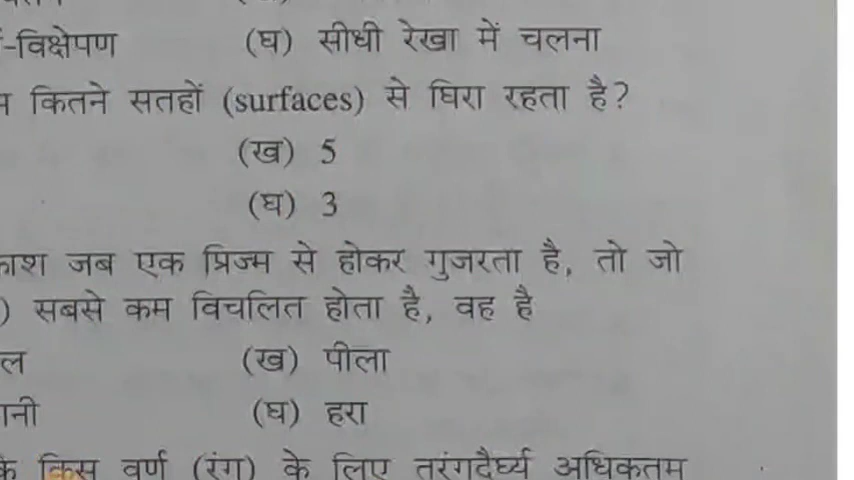 -विक्षेपण (घ) सीधी रेखा में चलना
कितने सतहों (surfaces) से घिरा रहता है?
(ख) 5
(घ) 3
जब एक प्रिज्म से होकर गुजरता है, तो जो
) सबसे कम विचलित होता है, वह है
(ख) पीला
(घ) हरा
किस वर्ण (रंग) के लिए तरंगदैर्घ्य अधिकतम